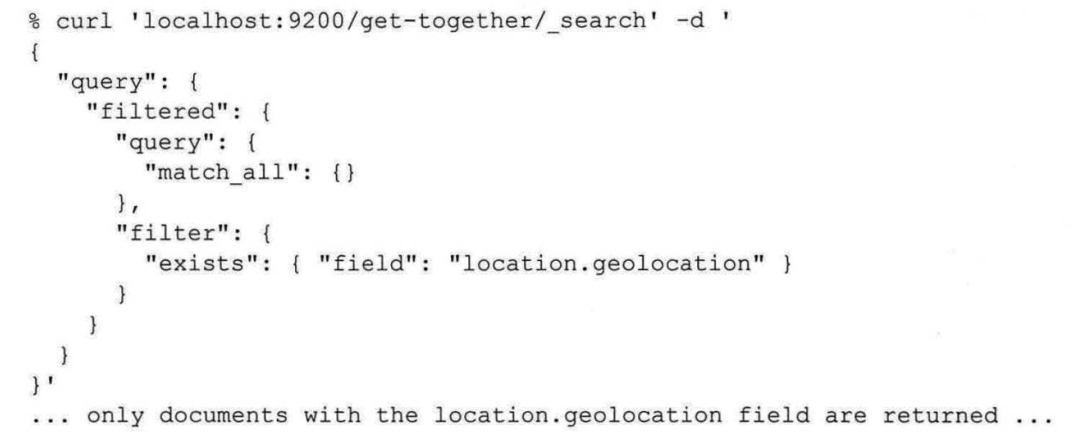 % curl 'localhost:9200/get-together/_search' -d '
{
  "query": {
    "filtered": {
      "query": {
        "match_all": {}
      },
      "filter": {
        "exists": { "field": "location.geolocation" }
      }
    }
  }
}'
... only documents with the location.geolocation field are returned ...